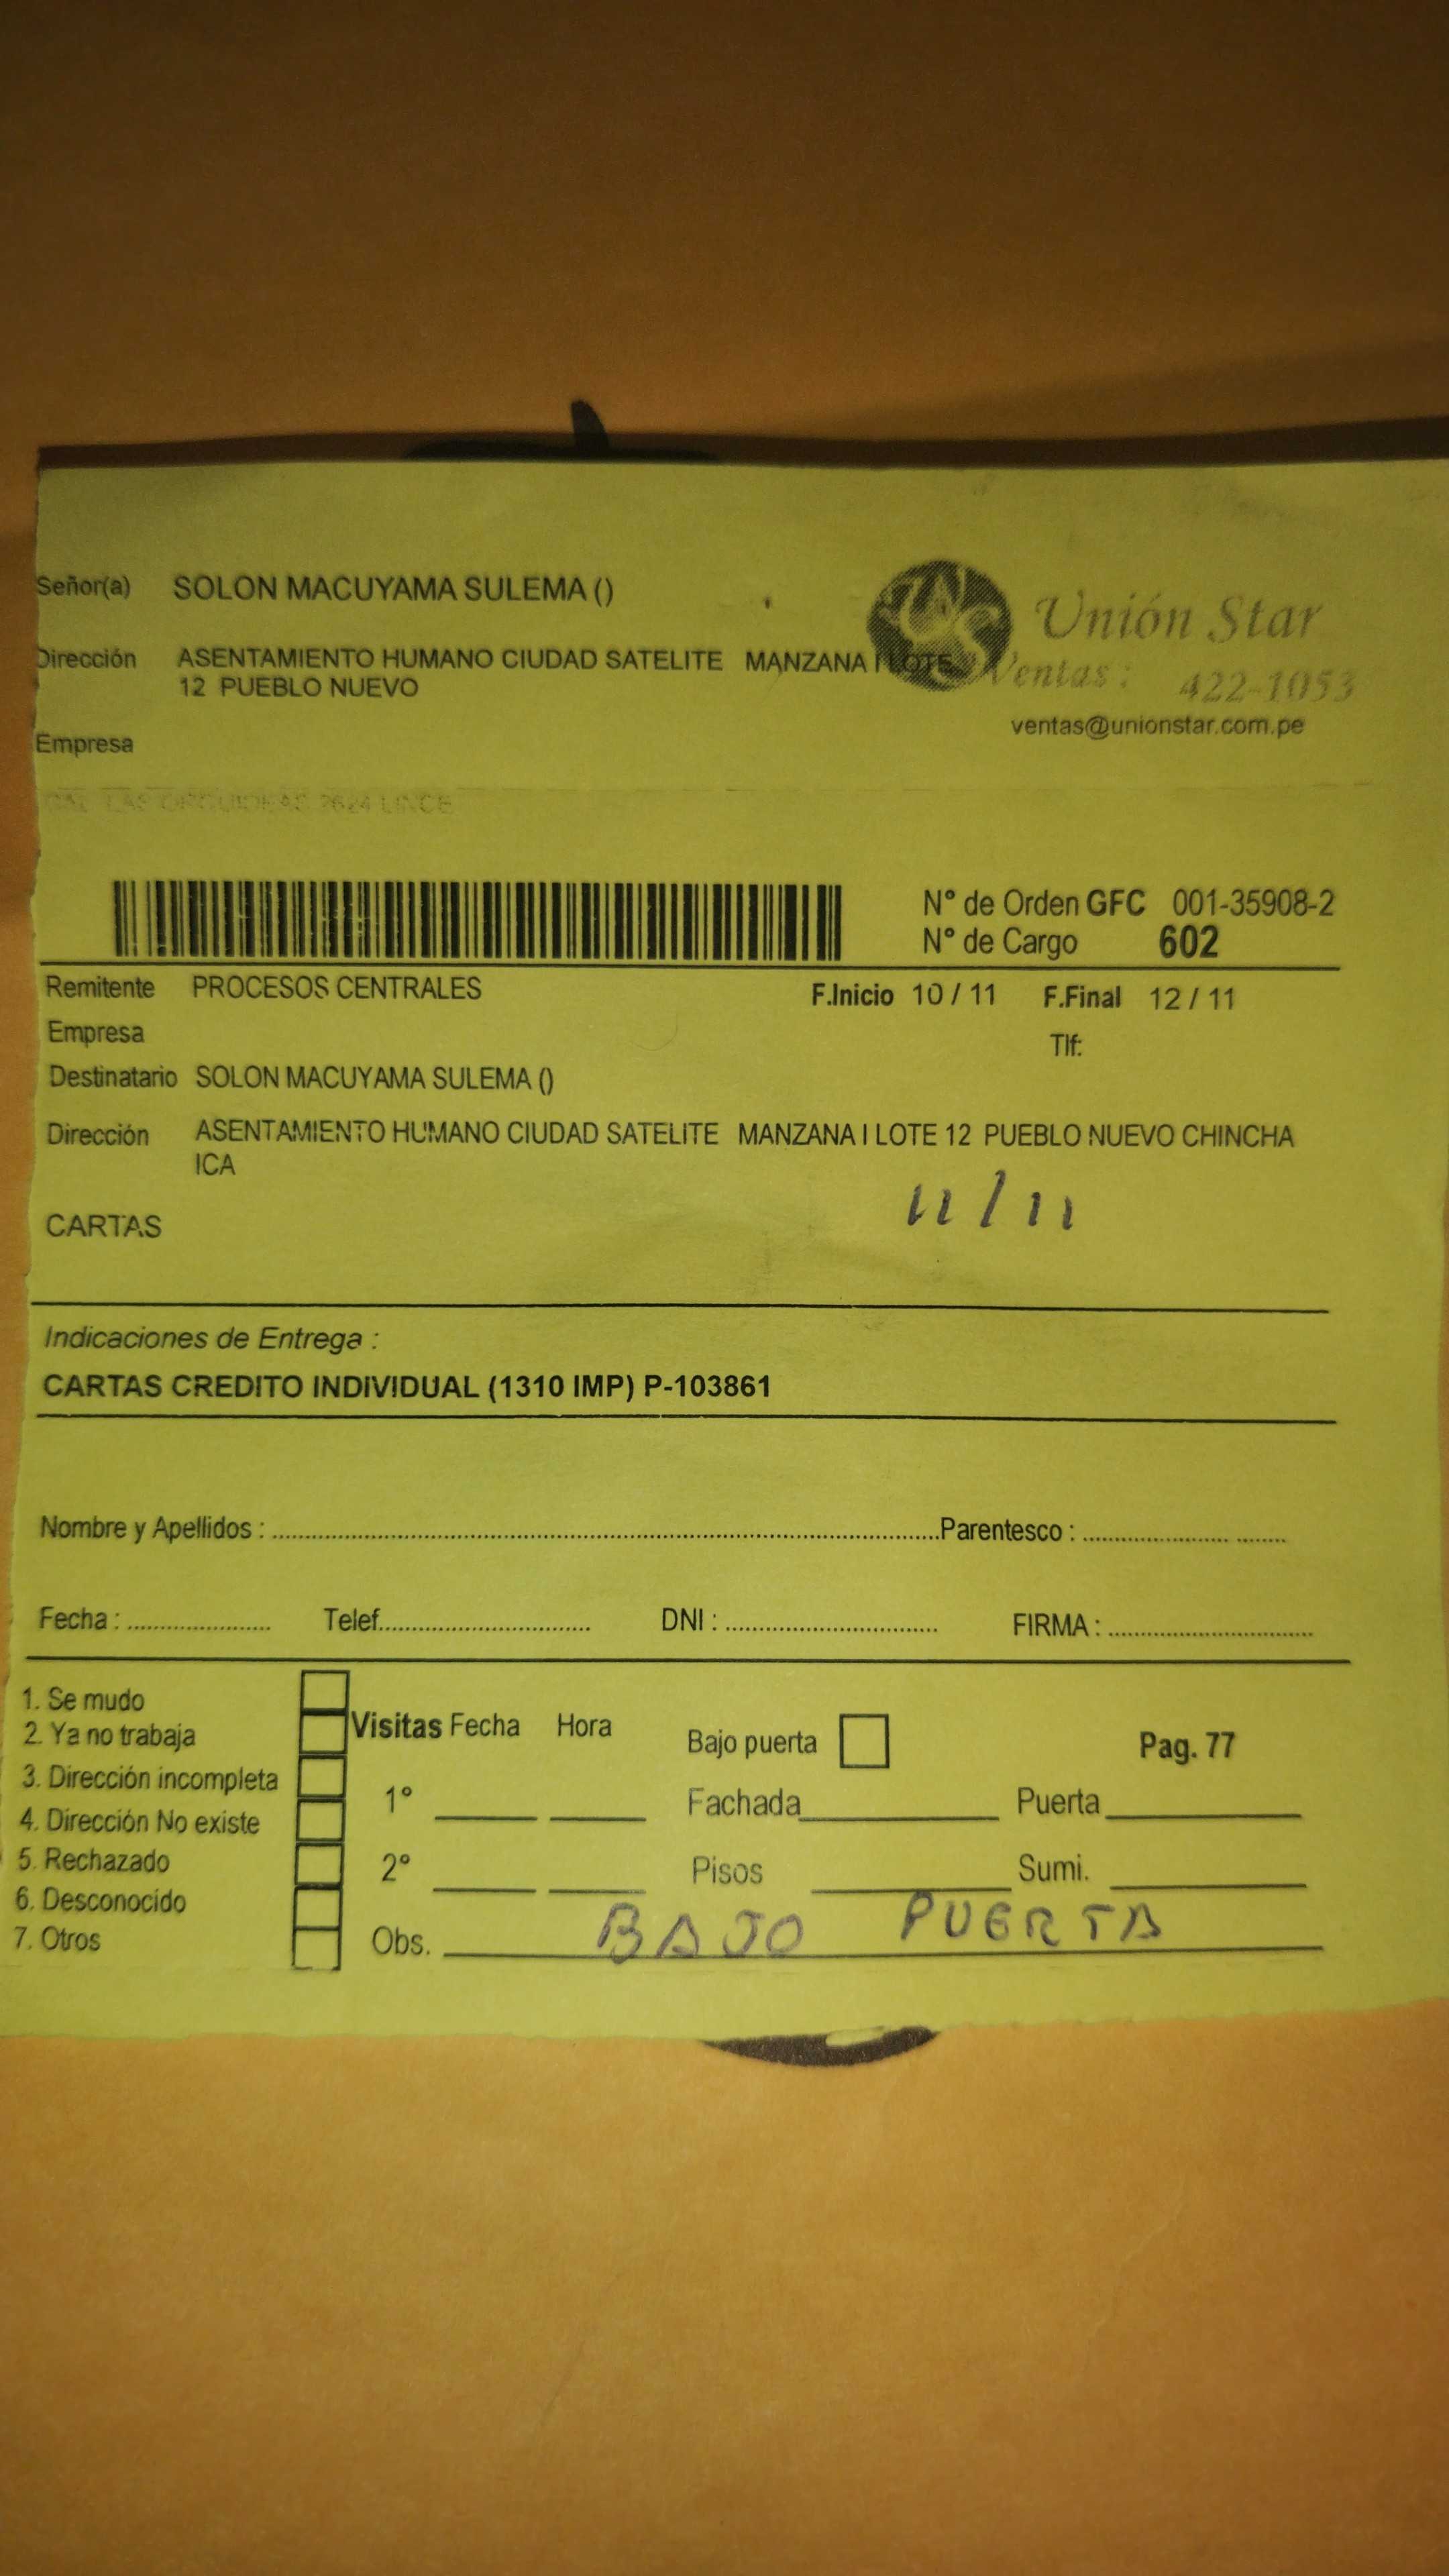 Señor(a) SOLON MACUYAMA SULEMA ()
Unión Star
Dirección ASENTAMIENTO HUMANO CIUDAD SATELITE MANZANA I LOTE
12 PUEBLO NUEVO
Ventas: 422-1053
ventas@unionstar.com.pe
Empresa
CAL LAS ORQUIDEAS 2624 LINCE
N° de Orden GFC 001-35908-2
N° de Cargo 602
Remitente PROCESOS CENTRALES F.Inicio 10 / 11 F.Final 12 / 11
Empresa Tlf:
Destinatario SOLON MACUYAMA SULEMA ()
Dirección ASENTAMIENTO HUMANO CIUDAD SATELITE MANZANA I LOTE 12 PUEBLO NUEVO CHINCHA
ICA
11/11
CARTAS
Indicaciones de Entrega :
CARTAS CREDITO INDIVIDUAL (1310 IMP) P-103861
Nombre y Apellidos : Parentesco :
Fecha : Telef. DNI : FIRMA :
1. Se mudo
2. Ya no trabaja
3. Dirección incompleta
4. Dirección No existe
5. Rechazado
6. Desconocido
7. Otros
Visitas Fecha Hora
1°
2°
Bajo puerta
Pag. 77
Fachada Puerta
Pisos Sumi.
Obs. BAJO PUERTA